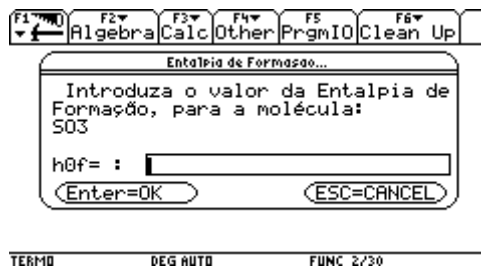 F1 F2 F3 F4 F5 F6
Algebra Calc Other PrgmIO Clean Up
Entalpia de Formasao...
Introduza o valor da Entalpia de
Formação, para a molécula:
SO3
h0f= :
Enter=OK ESC=CANCEL
TERMO DEG AUTO FUNC 2/30